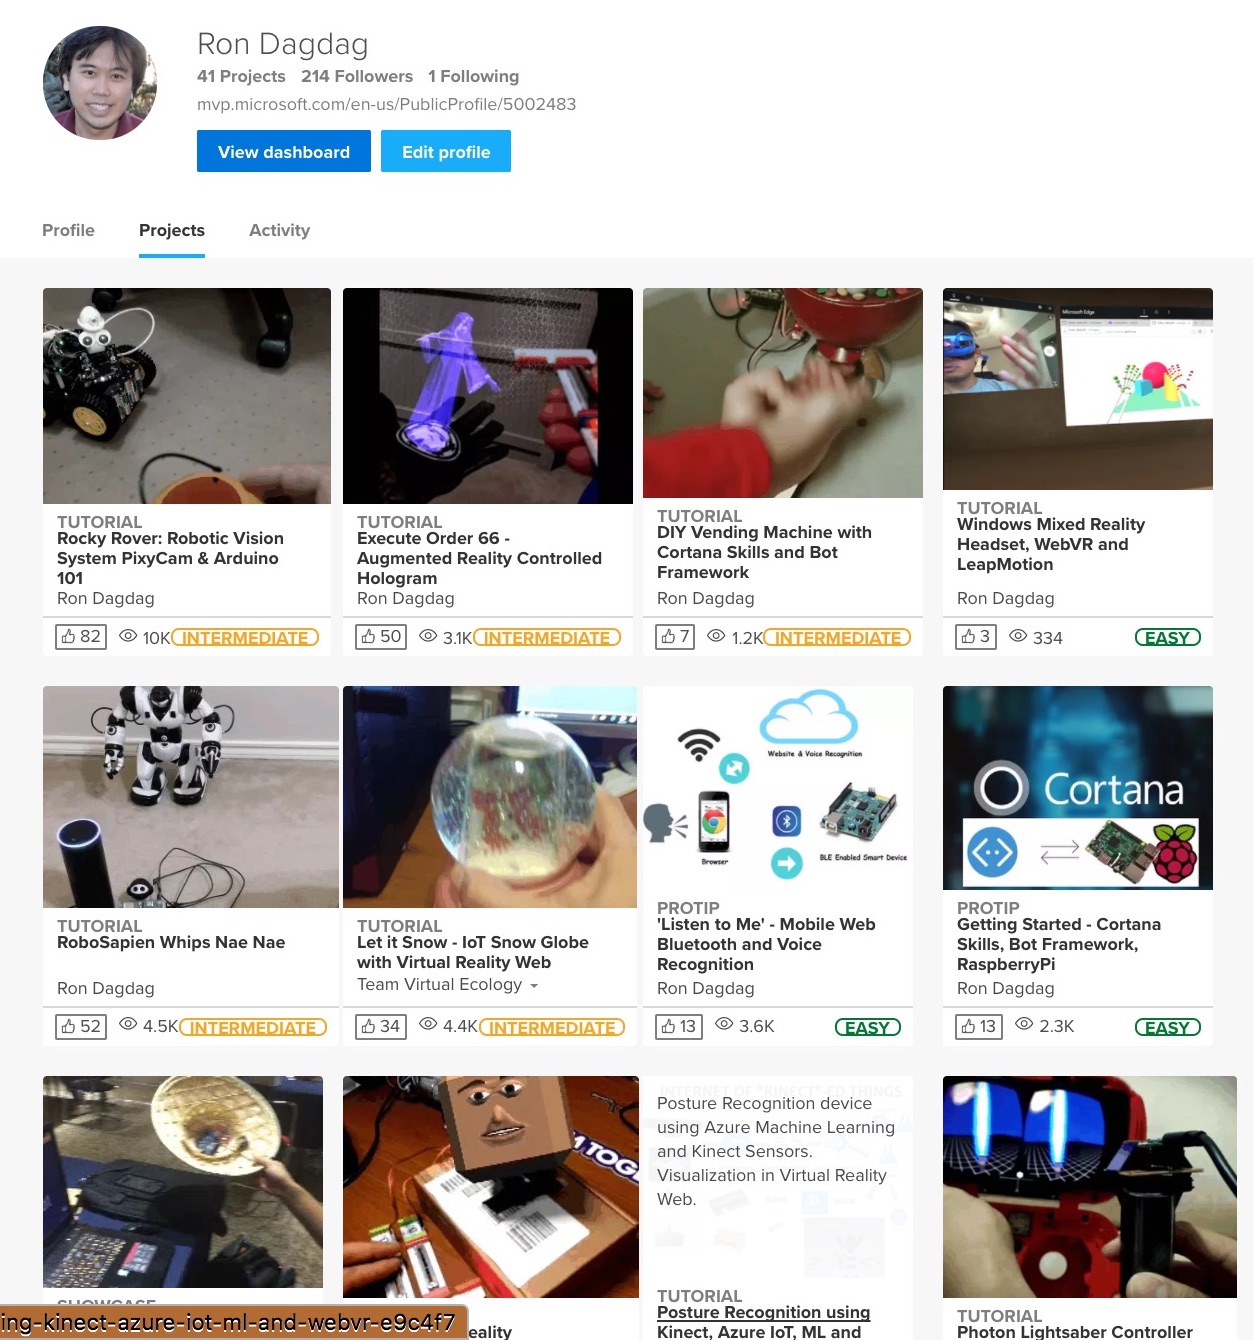 Ron Dagdag
41 Projects 214 Followers 1 Following
mvp.microsoft.com/en-us/PublicProfile/5002483
View dashboard Edit profile
Profile Projects Activity
Microsoft Edge
TUTORIAL
Rocky Rover: Robotic Vision
System PixyCam & Arduino
101
Ron Dagdag
82 10K INTERMEDIATE
TUTORIAL
Execute Order 66 -
Augmented Reality Controlled
Hologram
Ron Dagdag
50 3.1K INTERMEDIATE
TUTORIAL
DIY Vending Machine with
Cortana Skills and Bot
Framework
Ron Dagdag
7 1.2K INTERMEDIATE
TUTORIAL
Windows Mixed Reality
Headset, WebVR and
LeapMotion
Ron Dagdag
3 334 EASY
TUTORIAL
RoboSapien Whips Nae Nae
Ron Dagdag
52 4.5K INTERMEDIATE
TUTORIAL
Let it Snow - IoT Snow Globe
with Virtual Reality Web
Team Virtual Ecology
34 4.4K INTERMEDIATE
Website & Voice Recognition
Browser
BLE Enabled Smart Device
PROTIP
'Listen to Me' - Mobile Web
Bluetooth and Voice
Recognition
Ron Dagdag
13 3.6K EASY
Cortana
PROTIP
Getting Started - Cortana
Skills, Bot Framework,
RaspberryPi
Ron Dagdag
13 2.3K EASY
SHOWCASE
ing-kinect-azure-iot-ml-and-webvr-e9c4f7
eality
INTERNET OF "KINECT"-ED THINGS
Posture Recognition device
using Azure Machine Learning
and Kinect Sensors.
Visualization in Virtual Reality
Web.
TUTORIAL
Posture Recognition using
Kinect, Azure IoT, ML and
TUTORIAL
Photon Lightsaber Controller